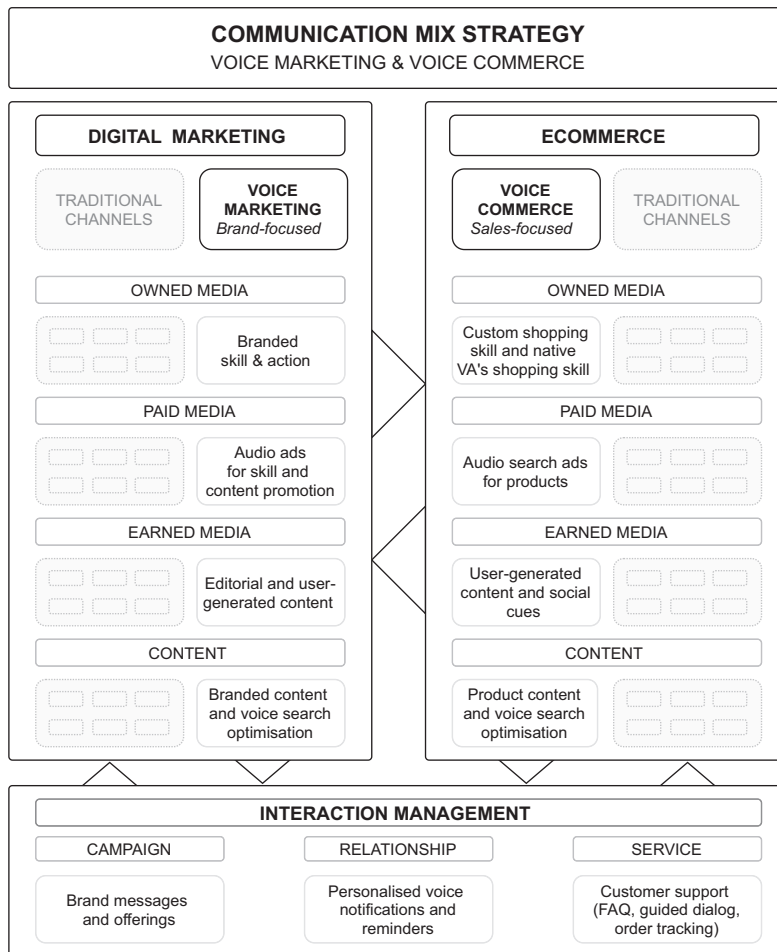 COMMUNICATION MIX STRATEGY
VOICE MARKETING & VOICE COMMERCE
DIGITAL MARKETING
TRADITIONAL
CHANNELS
VOICE
MARKETING
Brand-focused
OWNED MEDIA
Branded
skill & action
PAID MEDIA
Audio ads
for skill and
content promotion
EARNED MEDIA
Editorial and user-
generated content
CONTENT
Branded content
and voice search
optimisation
ECOMMERCE
VOICE
COMMERCE
Sales-focused
TRADITIONAL
CHANNELS
OWNED MEDIA
Custom shopping
skill and native
VA's shopping skill
PAID MEDIA
Audio search ads
for products
EARNED MEDIA
User-generated
content and social
cues
CONTENT
Product content
and voice search
optimisation
INTERACTION MANAGEMENT
CAMPAIGN
Brand messages
and offerings
RELATIONSHIP
Personalised voice
notifications and
reminders
SERVICE
Customer support
(FAQ, guided dialog,
order tracking)